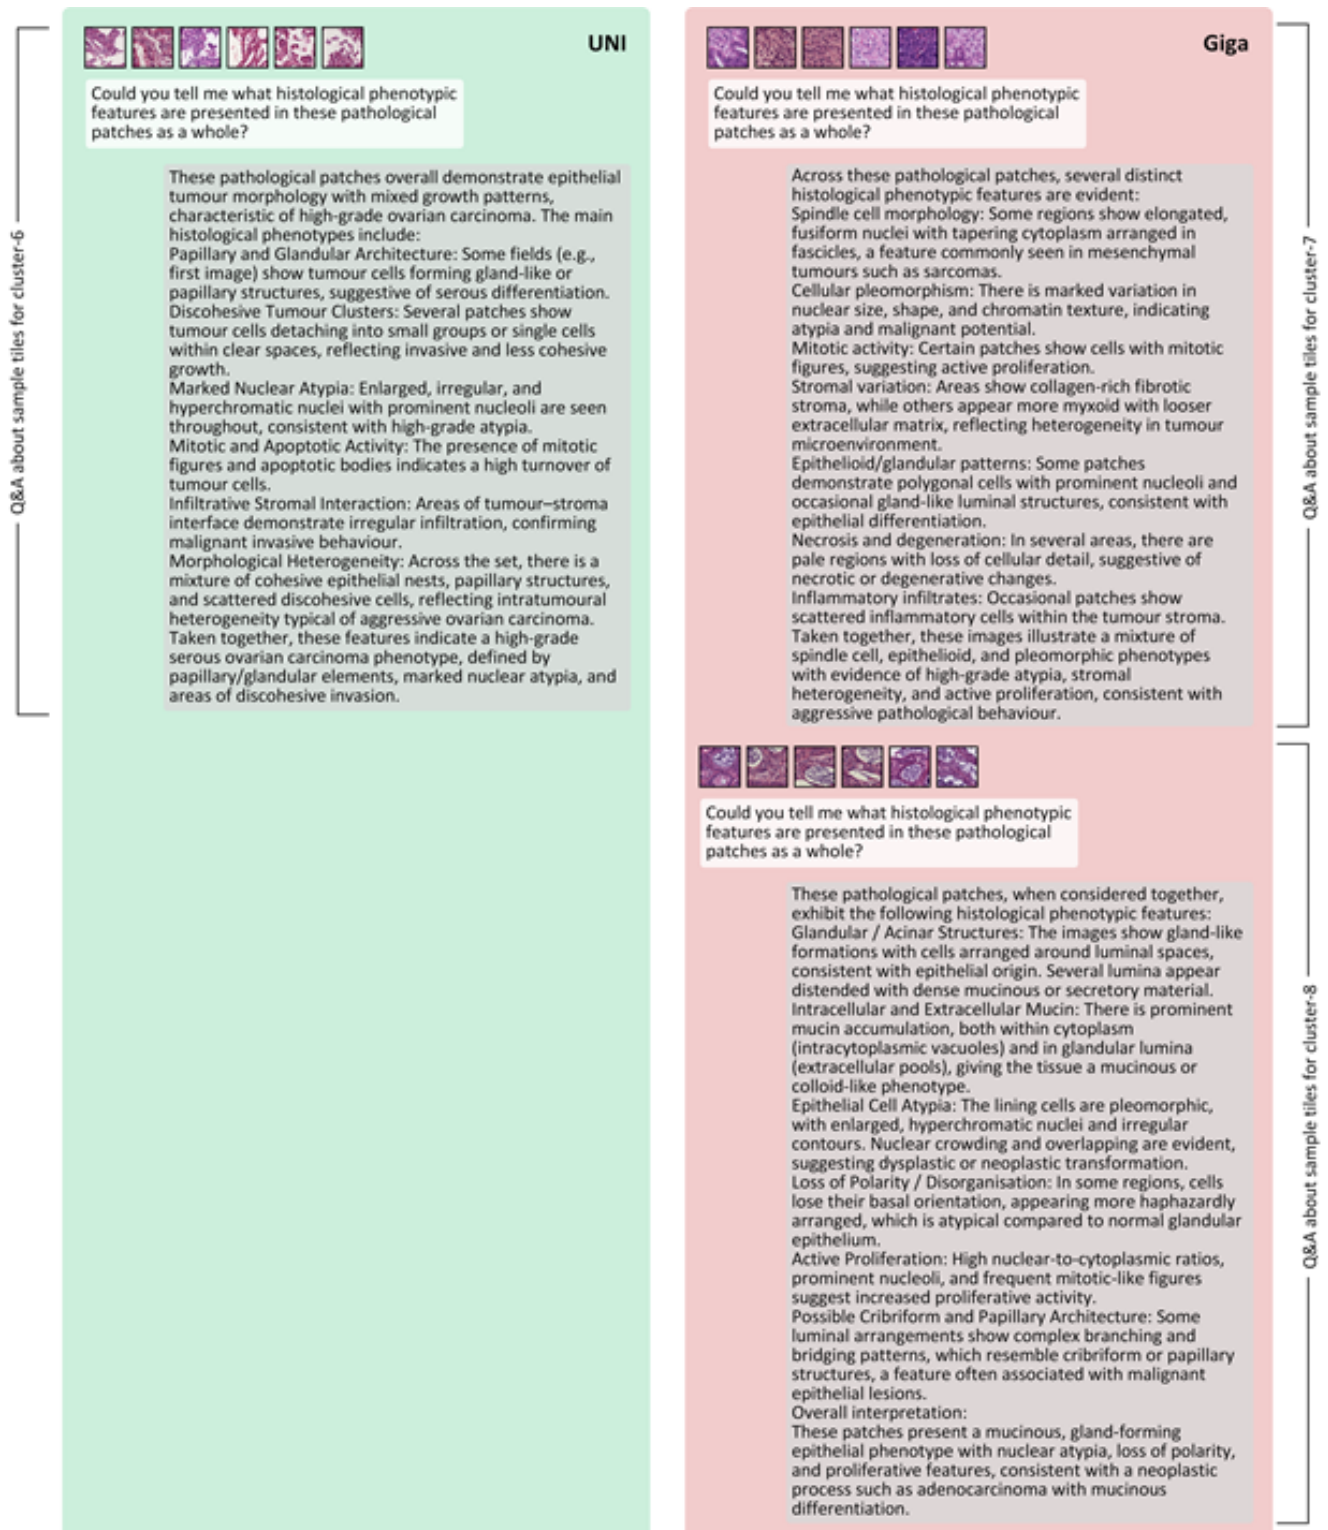 UNI
Could you tell me what histological phenotypic
features are presented in these pathological
patches as a whole?
These pathological patches overall demonstrate epithelial
tumour morphology with mixed growth patterns,
characteristic of high-grade ovarian carcinoma. The main
histological phenotypes include:
Papillary and Glandular Architecture: Some fields (e.g.,
first image) show tumour cells forming gland-like or
papillary structures, suggestive of serous differentiation.
Discohesive Tumour Clusters: Several patches show
tumour cells detaching into small groups or single cells
within clear spaces, reflecting invasive and less cohesive
growth.
Marked Nuclear Atypia: Enlarged, irregular, and
hyperchromatic nuclei with prominent nucleoli are seen
throughout, consistent with high-grade atypia.
Mitotic and Apoptotic Activity: The presence of mitotic
figures and apoptotic bodies indicates a high turnover of
tumour cells.
Infiltrative Stromal Interaction: Areas of tumour–stroma
interface demonstrate irregular infiltration, confirming
malignant invasive behaviour.
Morphological Heterogeneity: Across the set, there is a
mixture of cohesive epithelial nests, papillary structures,
and scattered discohesive cells, reflecting intratumoural
heterogeneity typical of aggressive ovarian carcinoma.
Taken together, these features indicate a high-grade
serous ovarian carcinoma phenotype, defined by
papillary/glandular elements, marked nuclear atypia, and
areas of discohesive invasion.
Q&A about sample tiles for cluster-6
Giga
Could you tell me what histological phenotypic
features are presented in these pathological
patches as a whole?
Across these pathological patches, several distinct
histological phenotypic features are evident:
Spindle cell morphology: Some regions show elongated,
fusiform nuclei with tapering cytoplasm arranged in
fascicles, a feature commonly seen in mesenchymal
tumours such as sarcomas.
Cellular pleomorphism: There is marked variation in
nuclear size, shape, and chromatin texture, indicating
atypia and malignant potential.
Mitotic activity: Certain patches show cells with mitotic
figures, suggesting active proliferation.
Stromal variation: Areas show collagen-rich fibrotic
stroma, while others appear more myxoid with looser
extracellular matrix, reflecting heterogeneity in tumour
microenvironment.
Epithelioid/glandular patterns: Some patches
demonstrate polygonal cells with prominent nucleoli and
occasional gland-like luminal structures, consistent with
epithelial differentiation.
Necrosis and degeneration: In several areas, there are
pale regions with loss of cellular detail, suggestive of
necrotic or degenerative changes.
Inflammatory infiltrates: Occasional patches show
scattered inflammatory cells within the tumour stroma.
Taken together, these images illustrate a mixture of
spindle cell, epithelioid, and pleomorphic phenotypes
with evidence of high-grade atypia, stromal
heterogeneity, and active proliferation, consistent with
aggressive pathological behaviour.
Q&A about sample tiles for cluster-7
Could you tell me what histological phenotypic
features are presented in these pathological
patches as a whole?
These pathological patches, when considered together,
exhibit the following histological phenotypic features:
Glandular / Acinar Structures: The images show gland-like
formations with cells arranged around luminal spaces,
consistent with epithelial origin. Several lumina appear
distended with dense mucinous or secretory material.
Intracellular and Extracellular Mucin: There is prominent
mucin accumulation, both within cytoplasm
(intracytoplasmic vacuoles) and in glandular lumina
(extracellular pools), giving the tissue a mucinous or
colloid-like phenotype.
Epithelial Cell Atypia: The lining cells are pleomorphic,
with enlarged, hyperchromatic nuclei and irregular
contours. Nuclear crowding and overlapping are evident,
suggesting dysplastic or neoplastic transformation.
Loss of Polarity / Disorganisation: In some regions, cells
lose their basal orientation, appearing more haphazardly
arranged, which is atypical compared to normal glandular
epithelium.
Active Proliferation: High nuclear-to-cytoplasmic ratios,
prominent nucleoli, and frequent mitotic-like figures
suggest increased proliferative activity.
Possible Cribriform and Papillary Architecture: Some
luminal arrangements show complex branching and
bridging patterns, which resemble cribriform or papillary
structures, a feature often associated with malignant
epithelial lesions.
Overall interpretation:
These patches present a mucinous, gland-forming
epithelial phenotype with nuclear atypia, loss of polarity,
and proliferative features, consistent with a neoplastic
process such as adenocarcinoma with mucinous
differentiation.
Q&A about sample tiles for cluster-8